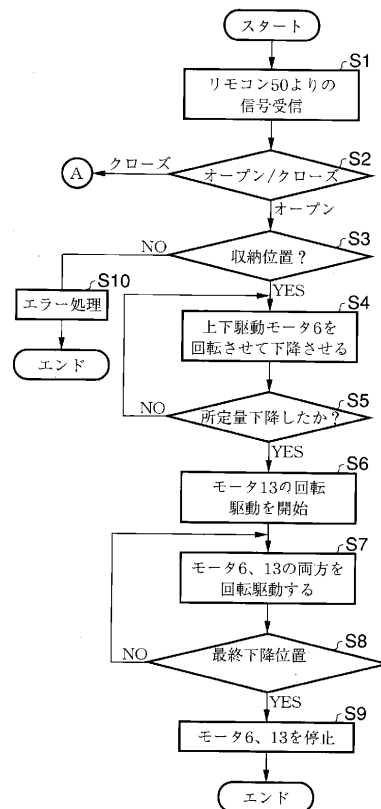 スタート
S1
リモコン50よりの
信号受信
S2
オープン/クローズ
クローズ
A
オープン
S3
収納位置？
NO
YES
S10
エラー処理
エンド
S4
上下駆動モータ6を
回転させて下降させる
S5
所定量下降したか？
NO
YES
S6
モータ13の回転
駆動を開始
S7
モータ6、13の両方を
回転駆動する
S8
最終下降位置
NO
YES
S9
モータ6、13を停止
エンド